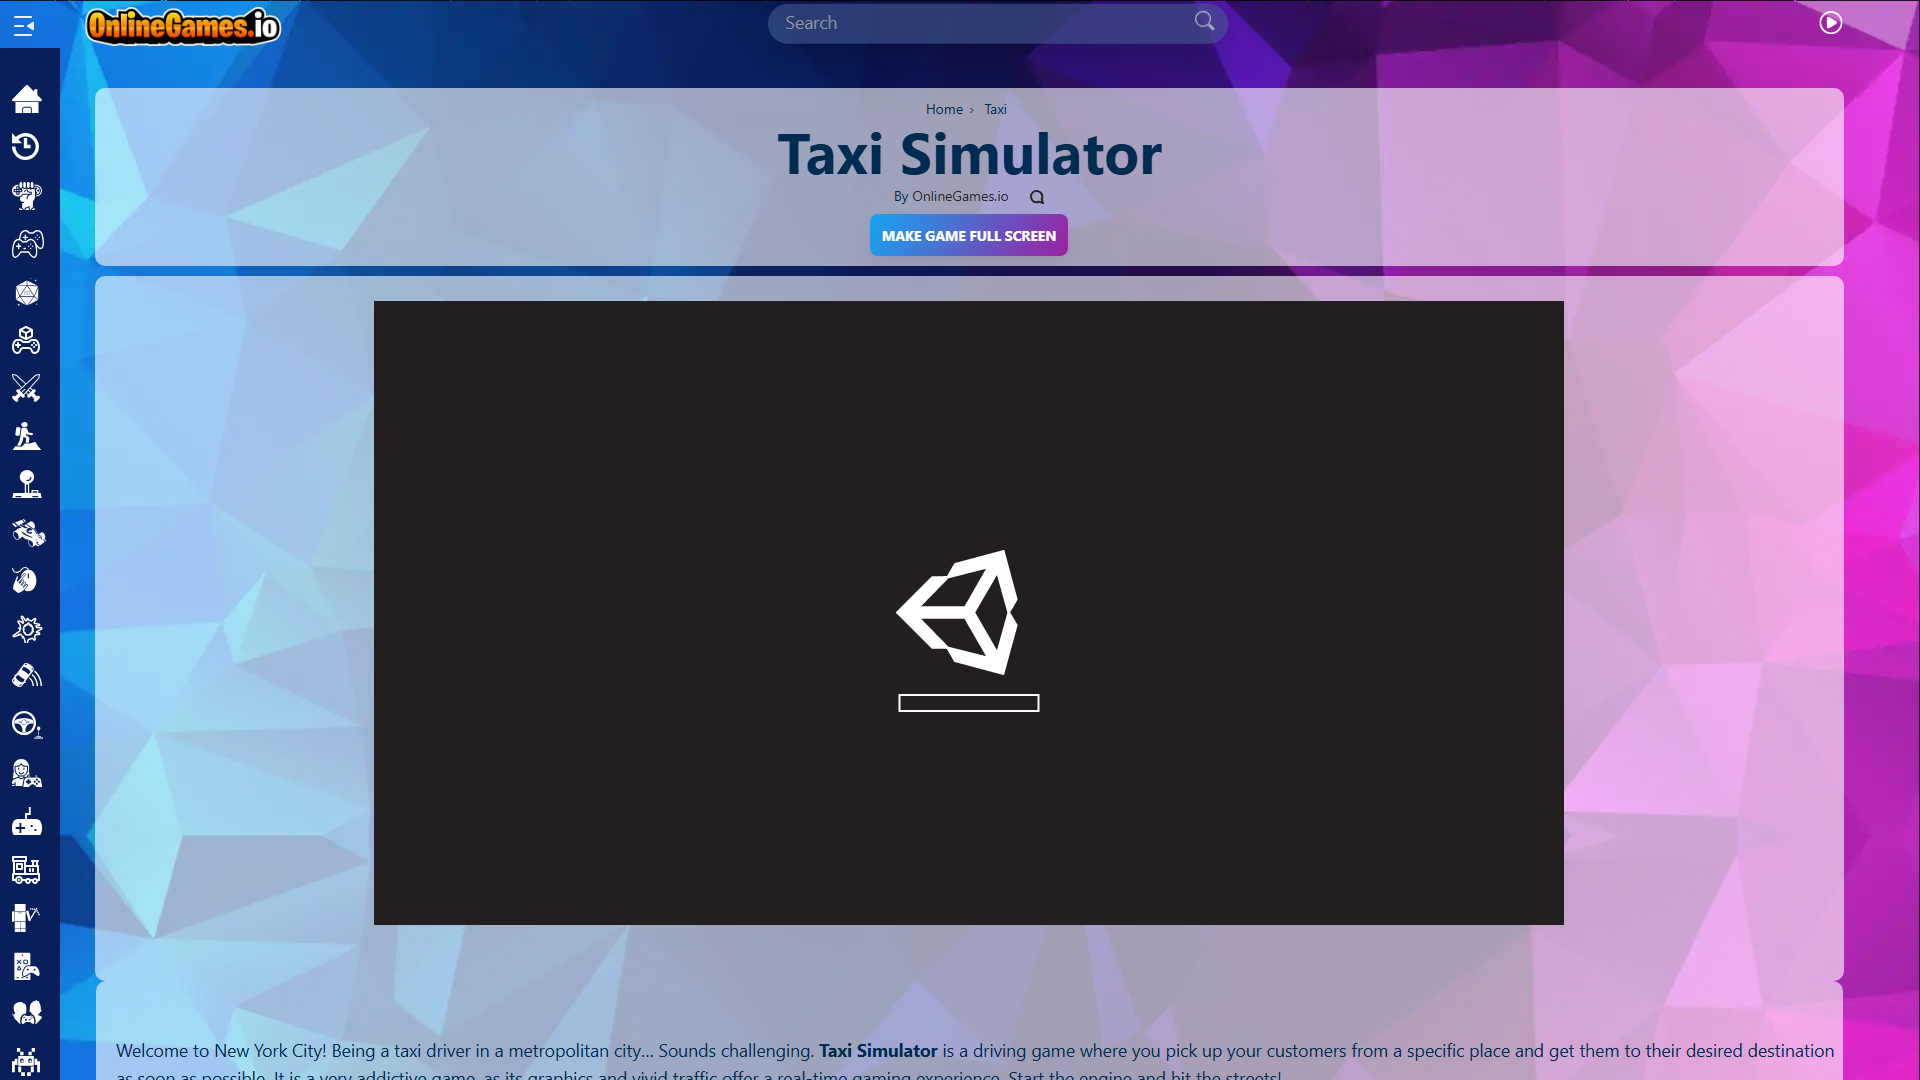 OnlineGames.io
Search
Home › Taxi
Taxi Simulator
By OnlineGames.io
MAKE GAME FULL SCREEN
Welcome to New York City! Being a taxi driver in a metropolitan city... Sounds challenging. Taxi Simulator is a driving game where you pick up your customers from a specific place and get them to their desired destination
as soon as possible. It is a very addictive game, as its graphics and vivid traffic offer a real-time gaming experience. Start the engine and hit the streets!